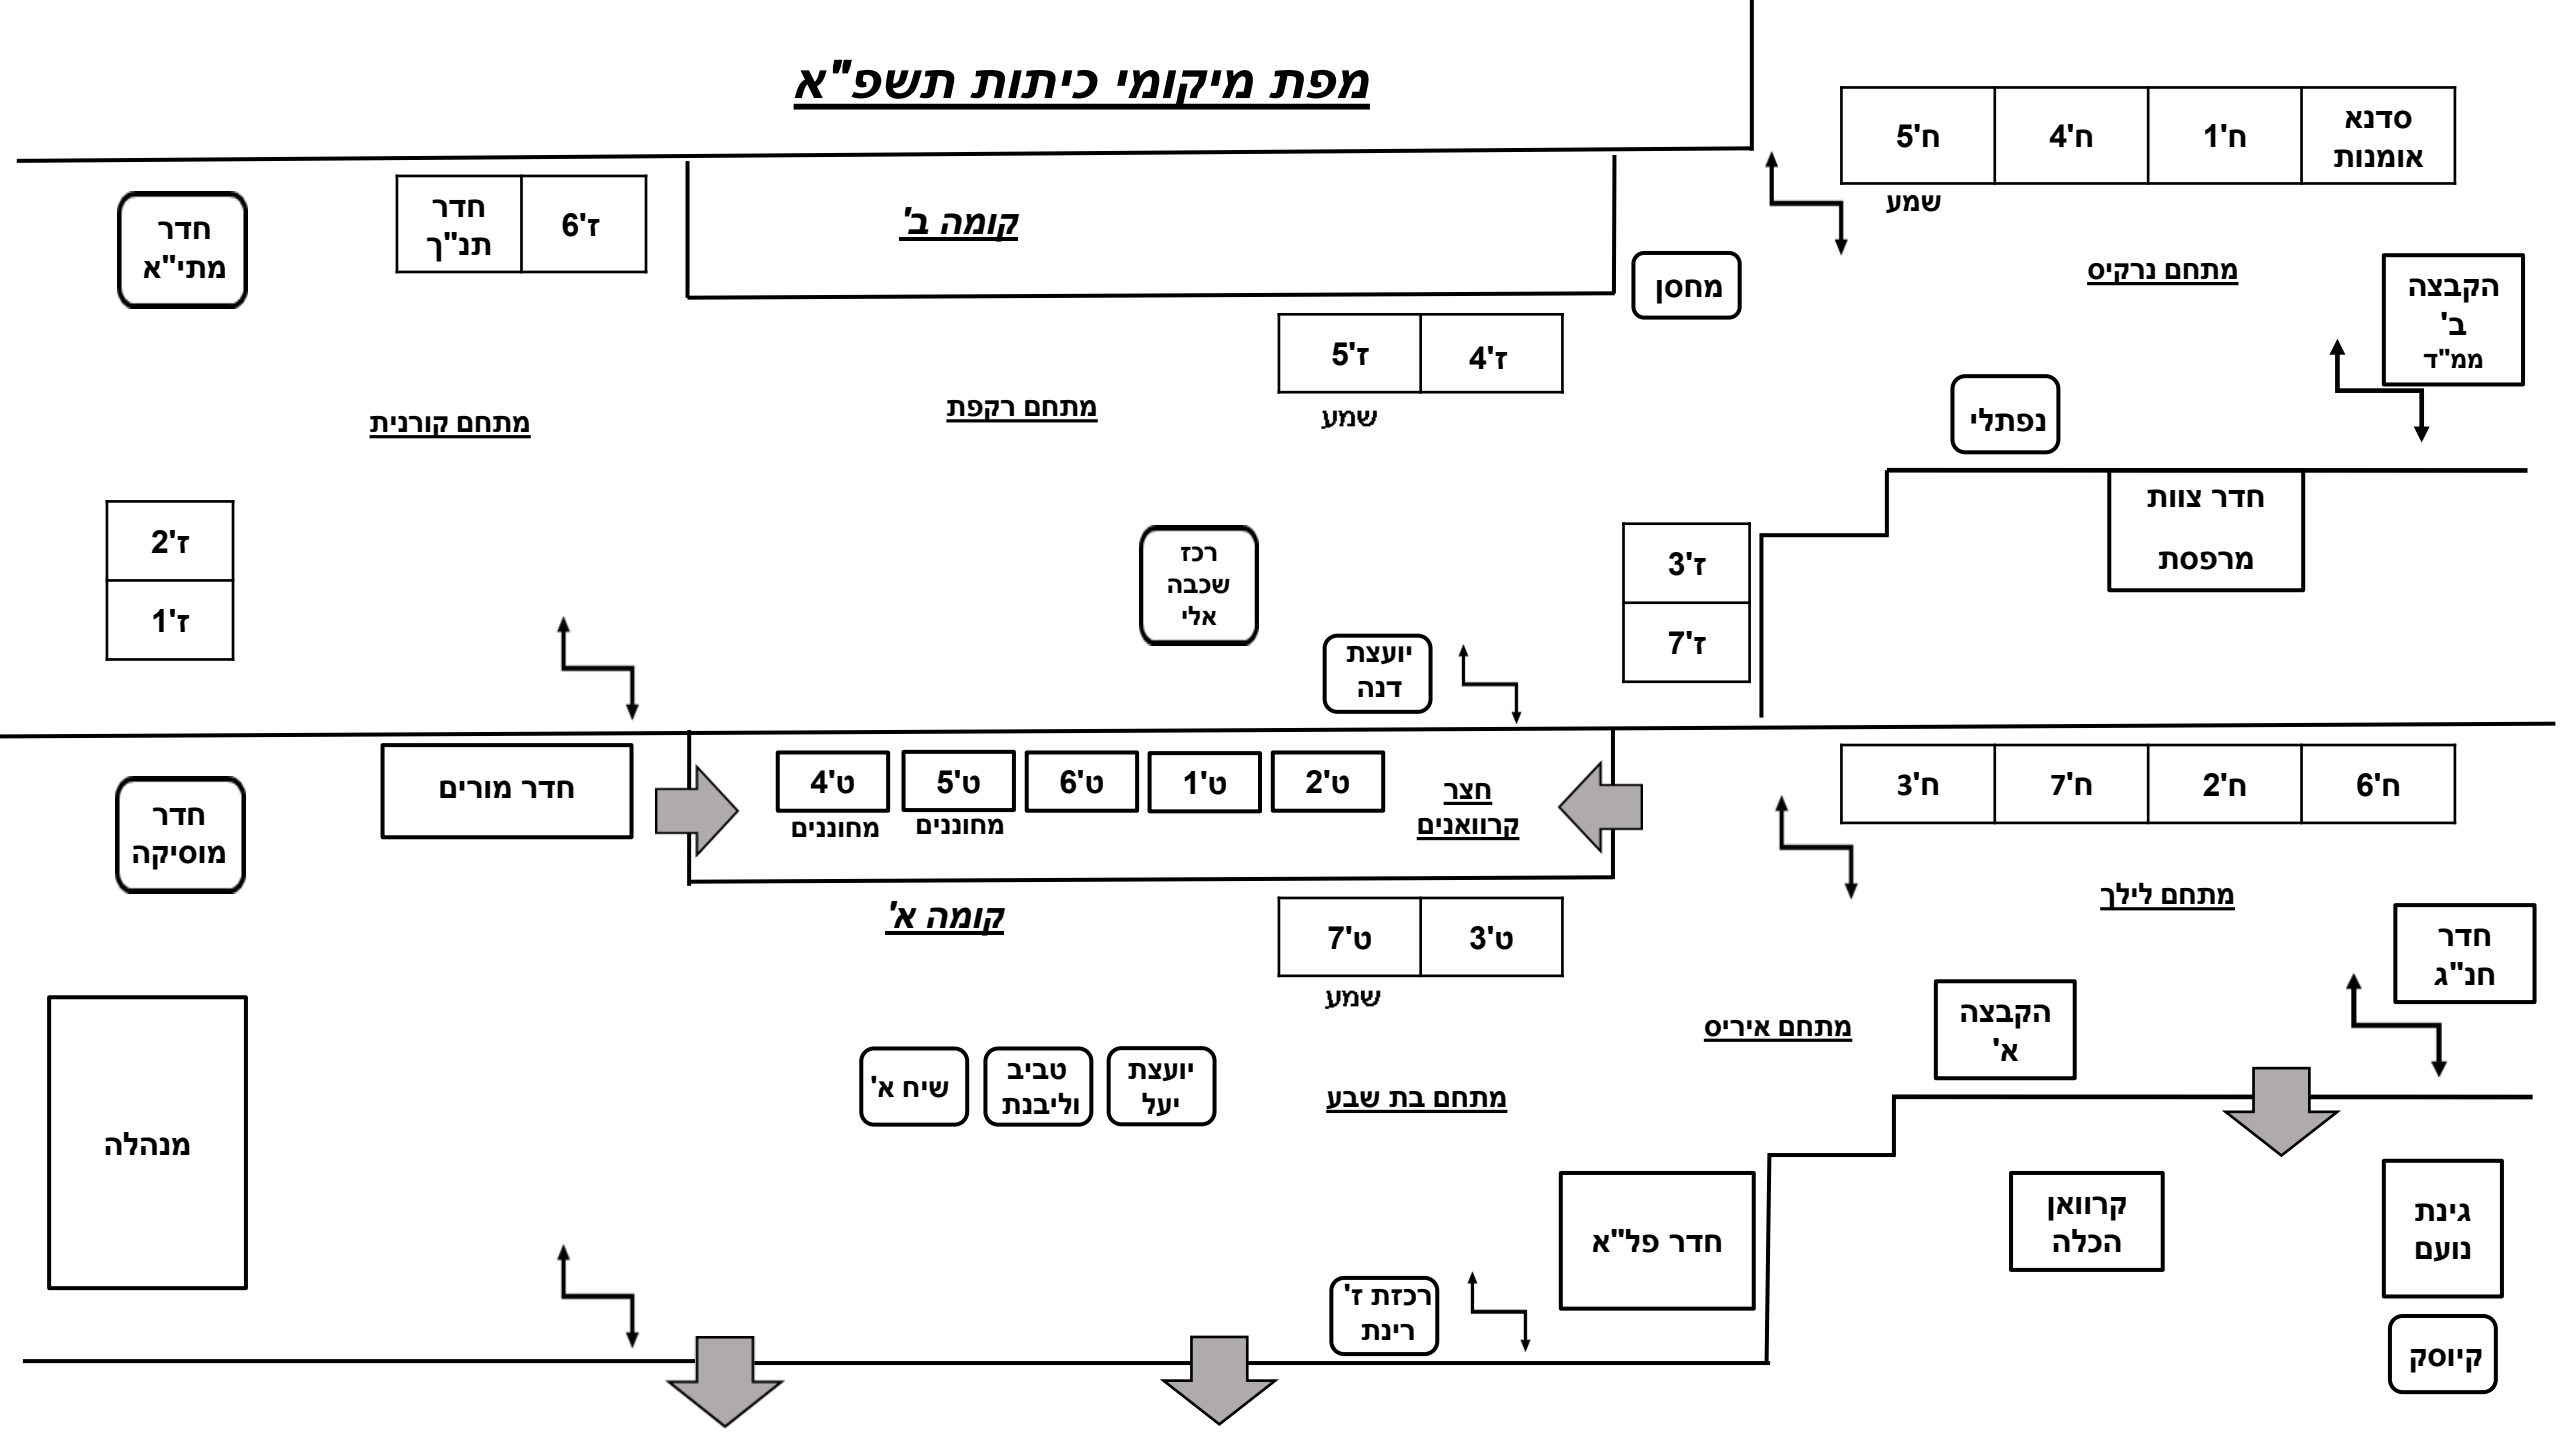 מפת מיקומי כיתות תשפ"א
סדנא
אומנות
ח'1
ח'4
ח'5
שמע
מתחם נרקיס
הקבצה
ב'
ממ"ד
נפתלי
חדר צוות
מרפסת
קומה ב'
מחסן
ז'6
חדר
תנ"ך
חדר
מתי"א
ז'4
ז'5
שמע
מתחם רקפת
מתחם קורנית
ז'2
ז'1
רכז
שכבה
אלי
יועצת
דנה
ז'3
ז'7
ח'6
ח'2
ח'7
ח'3
מתחם לילך
חדר
חנ"ג
הקבצה
א'
מתחם איריס
חצר
קרוואנים
ט'2
ט'1
ט'6
ט'5
מחוננים
ט'4
מחוננים
חדר מורים
חדר
מוסיקה
קומה א'
ט'3
ט'7
שמע
מתחם בת שבע
יועצת
יעל
טביב
וליבנת
שיח א'
מנהלה
חדר פל"א
רכזת ז'
רינת
קרוואן
הכלה
גינת
נועם
קיוסק